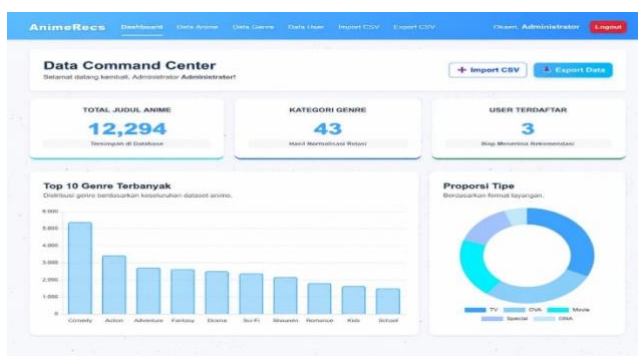 AnimeRecs Dashboard Data Anime Data Genre Data User Import CSV Export CSV Administrator Logout
Data Command Center
Selamat datang kembali, Administrator Administrator!
+ Import CSV
Export Data
TOTAL JUDUL ANIME
12,294
Tersimpan di Database
KATEGORI GENRE
43
Hasil Normalisasi Relasi
USER TERDAFTAR
3
Siap Menerima Rekomendasi
Top 10 Genre Terbanyak
Distribusi genre berdasarkan keseluruhan dataset anime.
6.000
5.000
4.000
3.000
2.000
1.000
0
Comedy Action Adventure Fantasy Drama Sci-Fi Shounen Romance Kids School
Proporsi Tipe
Berdasarkan format tayangan.
TV OVA Movie
Special ONA